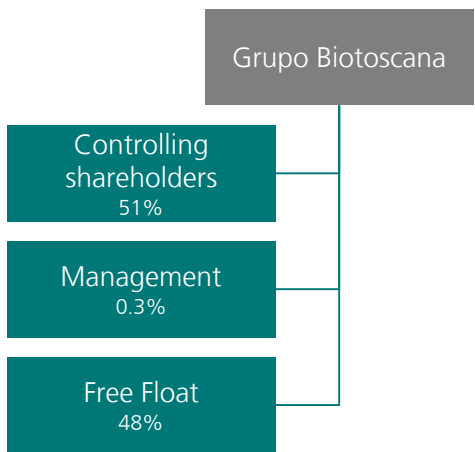 Grupo Biotoscana
Controlling
shareholders
51%
Management
0.3%
Free Float
48%